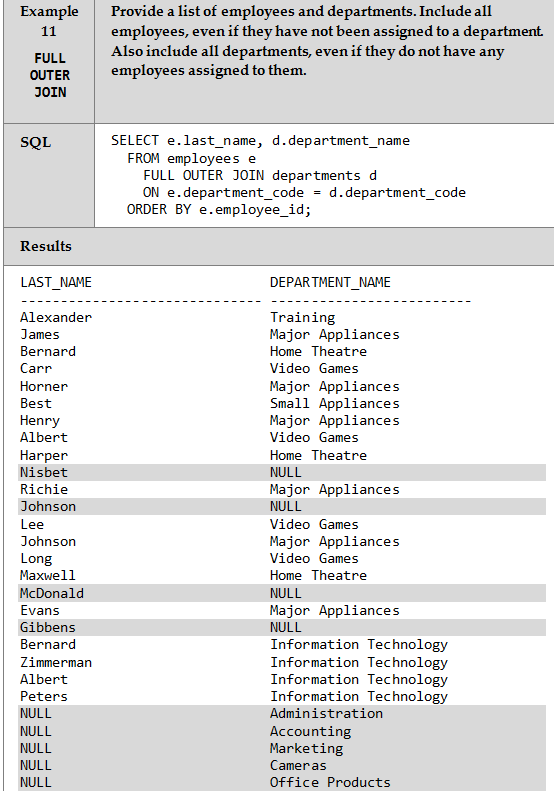 Example
11
FULL
OUTER
JOIN
Provide a list of employees and departments. Include all
employees, even if they have not been assigned to a department.
Also include all departments, even if they do not have any
employees assigned to them.
SQL
SELECT e.last_name, d.department_name
FROM employees e
FULL OUTER JOIN departments d
ON e.department_code = d.department_code
ORDER BY e.employee_id;
Results
LAST_NAME DEPARTMENT_NAME
------------------------------ -------------------------
Alexander Training
James Major Appliances
Bernard Home Theatre
Carr Video Games
Horner Major Appliances
Best Small Appliances
Henry Major Appliances
Albert Video Games
Harper Home Theatre
Nisbet NULL
Richie Major Appliances
Johnson NULL
Lee Video Games
Johnson Major Appliances
Long Video Games
Maxwell Home Theatre
McDonald NULL
Evans Major Appliances
Gibbens NULL
Bernard Information Technology
Zimmerman Information Technology
Albert Information Technology
Peters Information Technology
NULL Administration
NULL Accounting
NULL Marketing
NULL Cameras
NULL Office Products